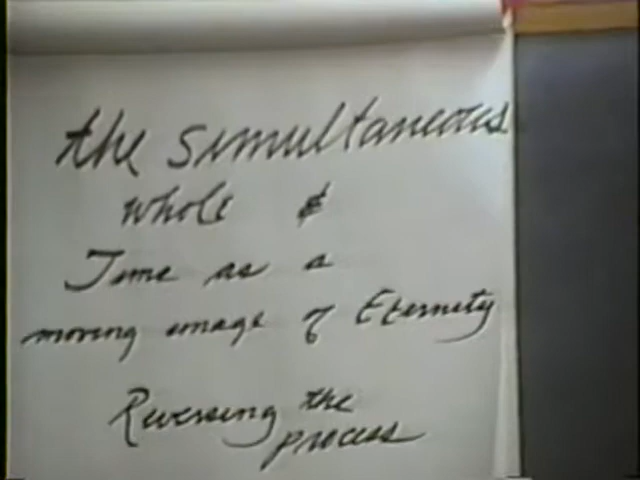 the simultaneous
whole &
Time as a
moving image of Eternity
Reversing the
process